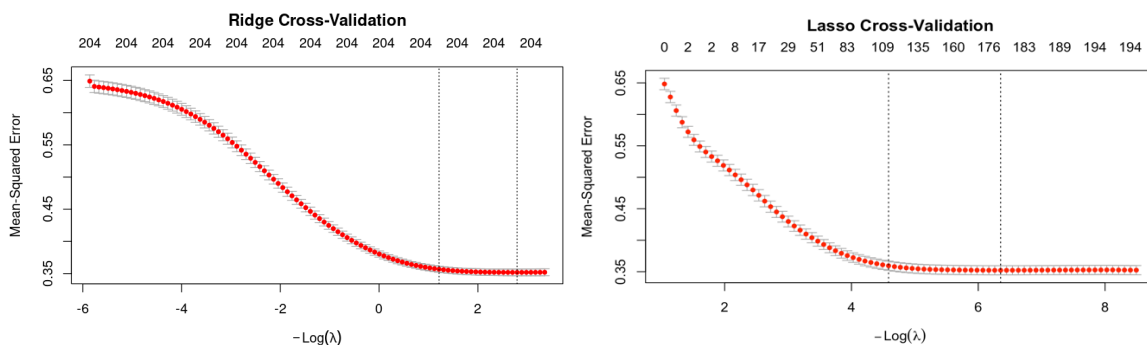 Ridge Cross-Validation
204 204 204 204 204 204 204 204 204 204 204 204
Mean-Squared Error
0.65
0.55
0.45
0.35
-6 -4 -2 0 2
−Log(λ)
Lasso Cross-Validation
0 2 2 8 17 29 51 83 109 135 160 176 183 189 194 194
Mean-Squared Error
0.65
0.55
0.45
0.35
2 4 6 8
−Log(λ)